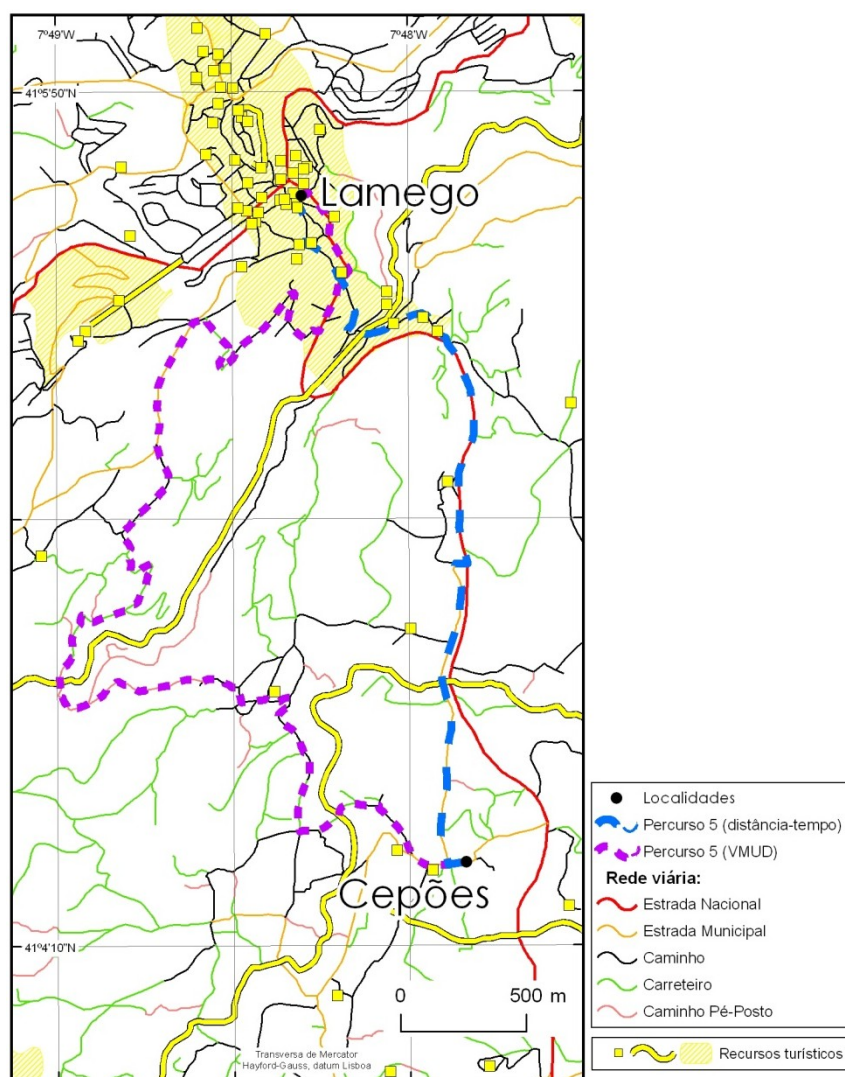 7º49'W
7º48'W
41º5'50"N
Lamego
Cepões
41º4'10"N
0
500 m
Transversa de Mercator
Hayford-Gauss, datum Lisboa
Localidades
Percurso 5 (distância-tempo)
Percurso 5 (VMUD)
Rede viária:
Estrada Nacional
Estrada Municipal
Caminho
Carreteiro
Caminho Pé-Posto
Recursos turísticos